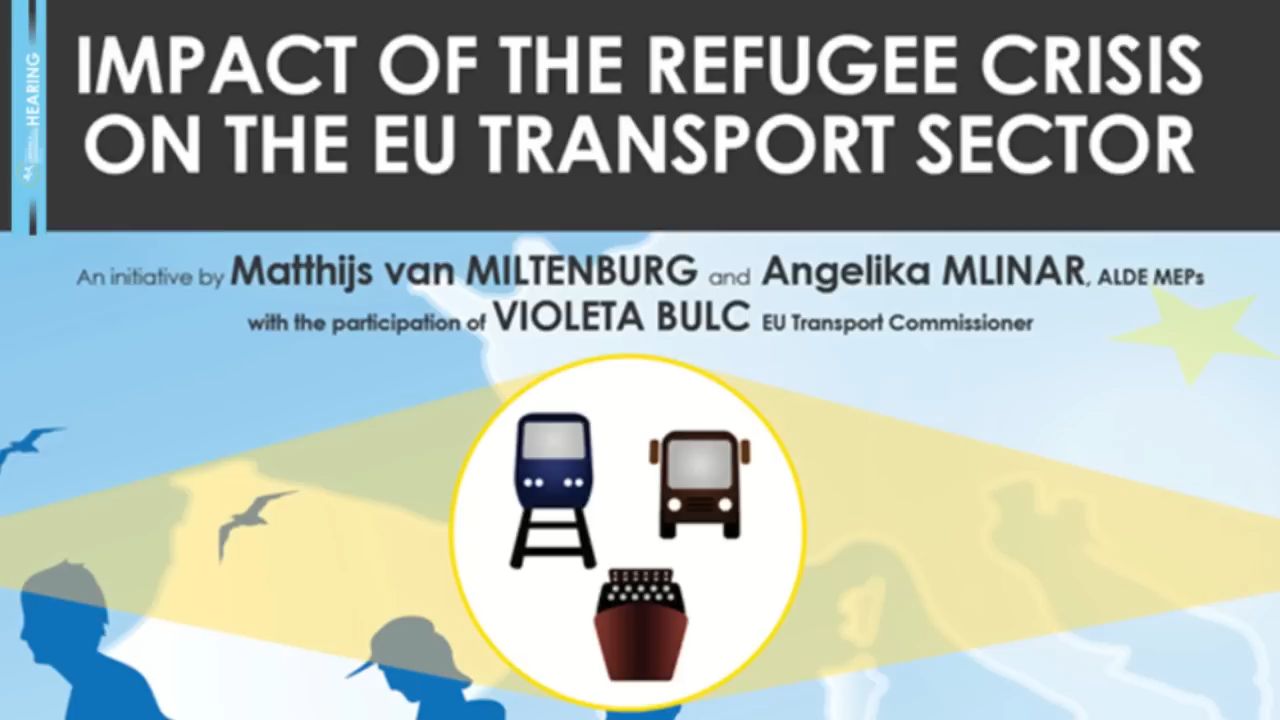 HEARING
IMPACT OF THE REFUGEE CRISIS
ON THE EU TRANSPORT SECTOR
An initiative by Matthijs van MILTENBURG and Angelika MLINAR, ALDE MEPs
with the participation of VIOLETA BULC EU Transport Commissioner